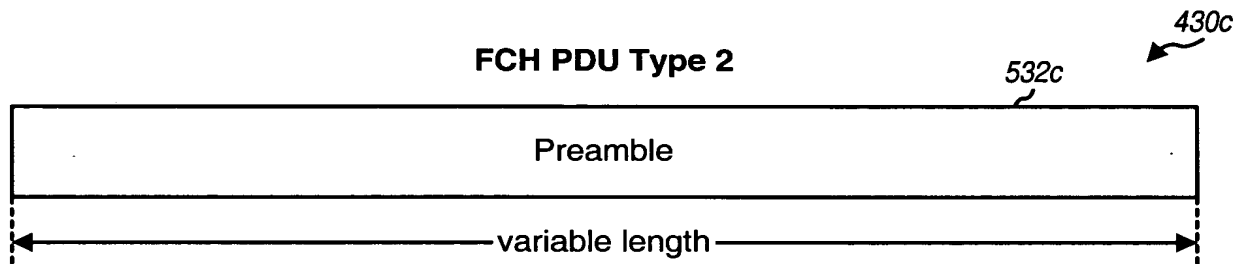 430c
FCH PDU Type 2
532c
Preamble
variable length